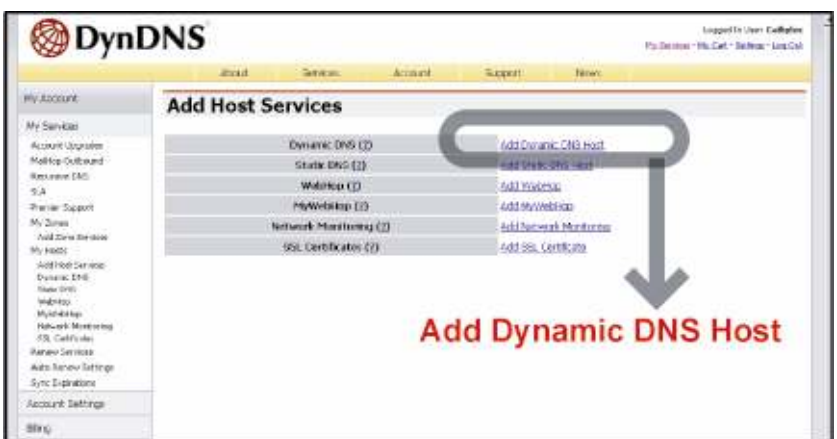 DynDNS
Logged In User:
My Services - My Cart - Settings - Log Out
About Services Account Support News
My Account
Add Host Services
My Services
Account Upgrades
MailHop Outbound
Recursive DNS
SLA
Premier Support
My Zones
Add Zone Services
My Hosts
Add Host Services
Dynamic DNS
Static DNS
WebHop
MyWebHop
Network Monitoring
SSL Certificates
Renew Services
Auto Renew Settings
Sync Expirations
Account Settings
Billing
Dynamic DNS (?) Add Dynamic DNS Host
Static DNS (?) Add Static DNS Host
WebHop (?) Add WebHop
MyWebHop (?) Add MyWebHop
Network Monitoring (?) Add Network Monitoring
SSL Certificates (?) Add SSL Certificate
Add Dynamic DNS Host